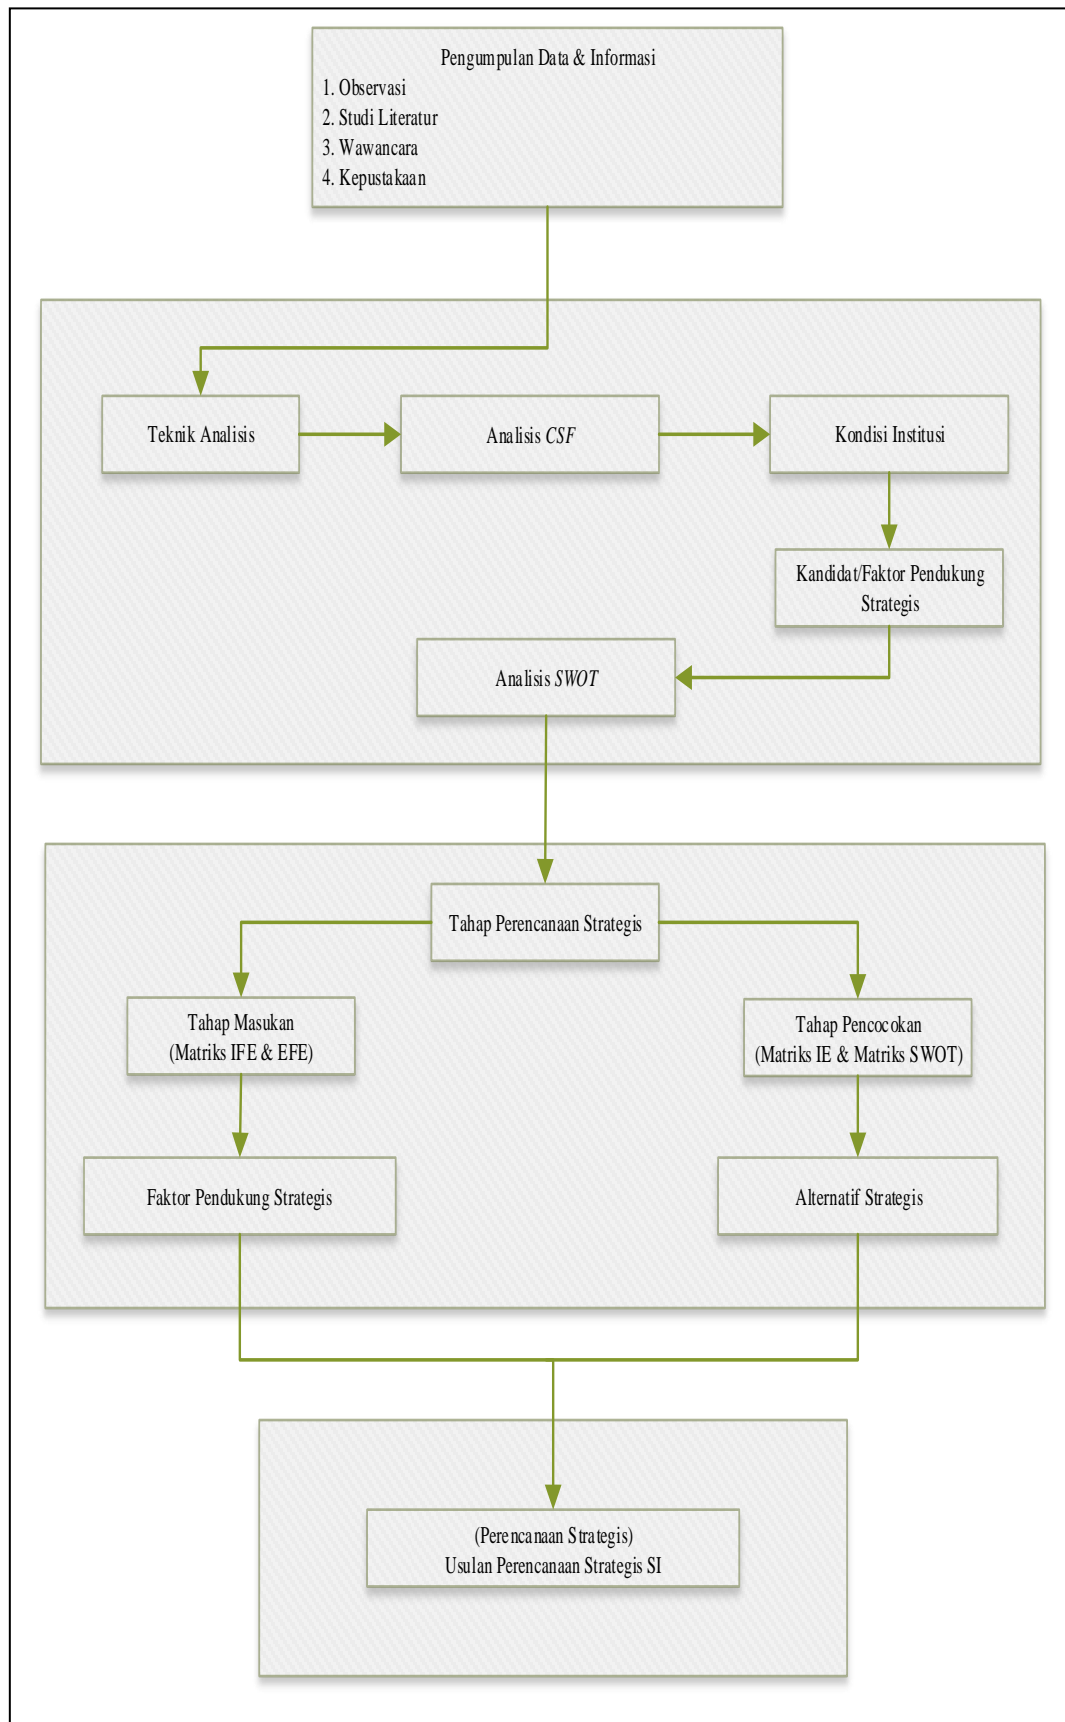 Pengumpulan Data & Informasi
1. Observasi
2. Studi Literatur
3. Wawancara
4. Kepustakaan
Teknik Analisis
Analisis CSF
Kondisi Institusi
Kandidat/Faktor Pendukung
Strategis
Analisis SWOT
Tahap Perencanaan Strategis
Tahap Masukan
(Matriks IFE & EFE)
Tahap Pencocokan
(Matriks IE & Matriks SWOT)
Faktor Pendukung Strategis
Alternatif Strategis
(Perencanaan Strategis)
Usulan Perencanaan Strategis SI